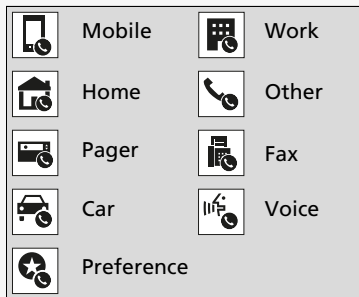 Mobile
Work
Home
Other
Pager
Fax
Car
Voice
Preference